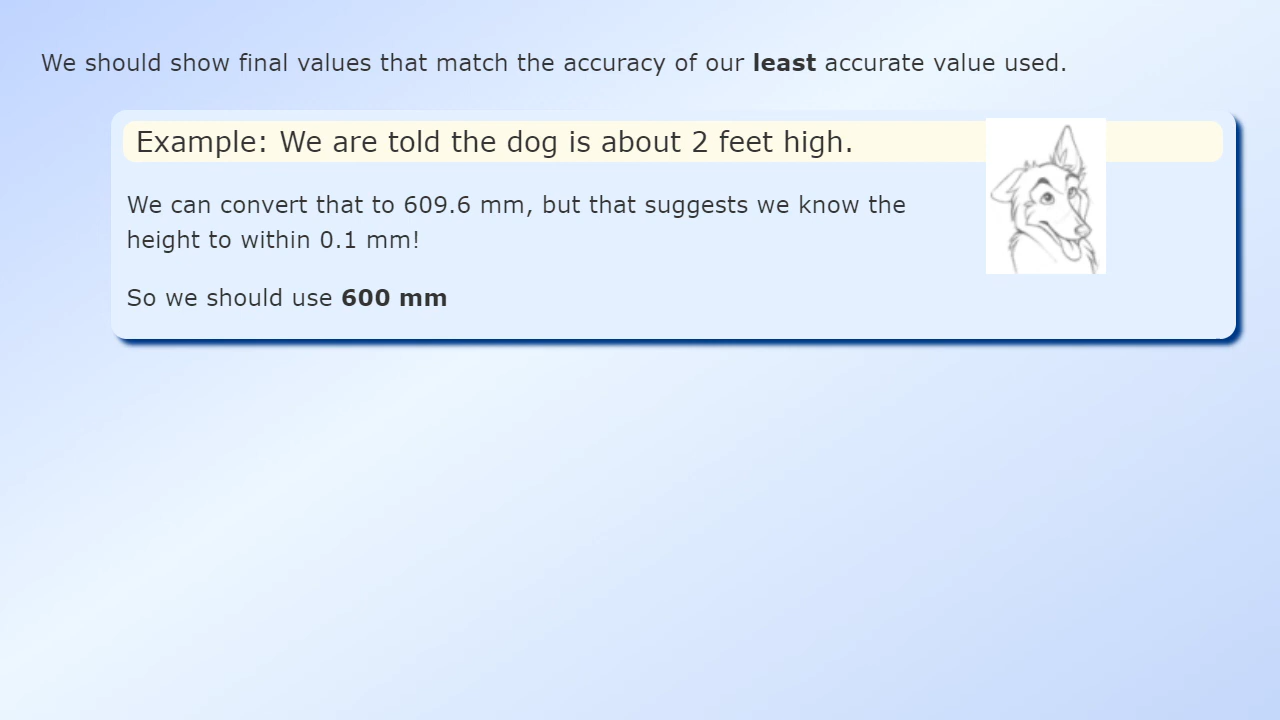 We should show final values that match the accuracy of our least accurate value used.
Example: We are told the dog is about 2 feet high.
We can convert that to 609.6 mm, but that suggests we know the
height to within 0.1 mm!
So we should use 600 mm